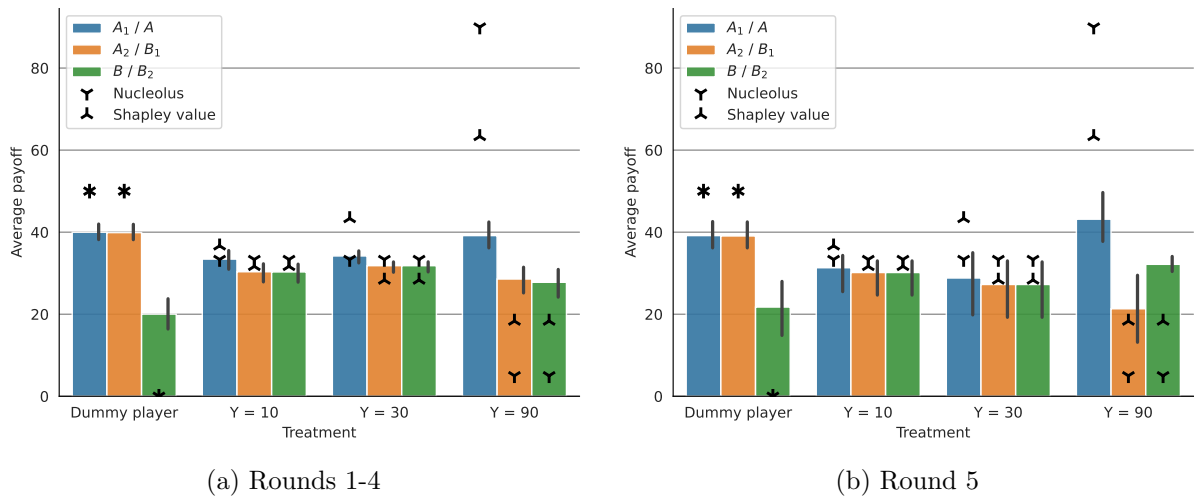 A₁ / A
A₂ / B₁
B / B₂
Nucleolus
Shapley value
Average payoff
80
60
40
20
0
Dummy player
Y = 10
Y = 30
Y = 90
Treatment
(a) Rounds 1-4
A₁ / A
A₂ / B₁
B / B₂
Nucleolus
Shapley value
Average payoff
80
60
40
20
0
Dummy player
Y = 10
Y = 30
Y = 90
Treatment
(b) Round 5